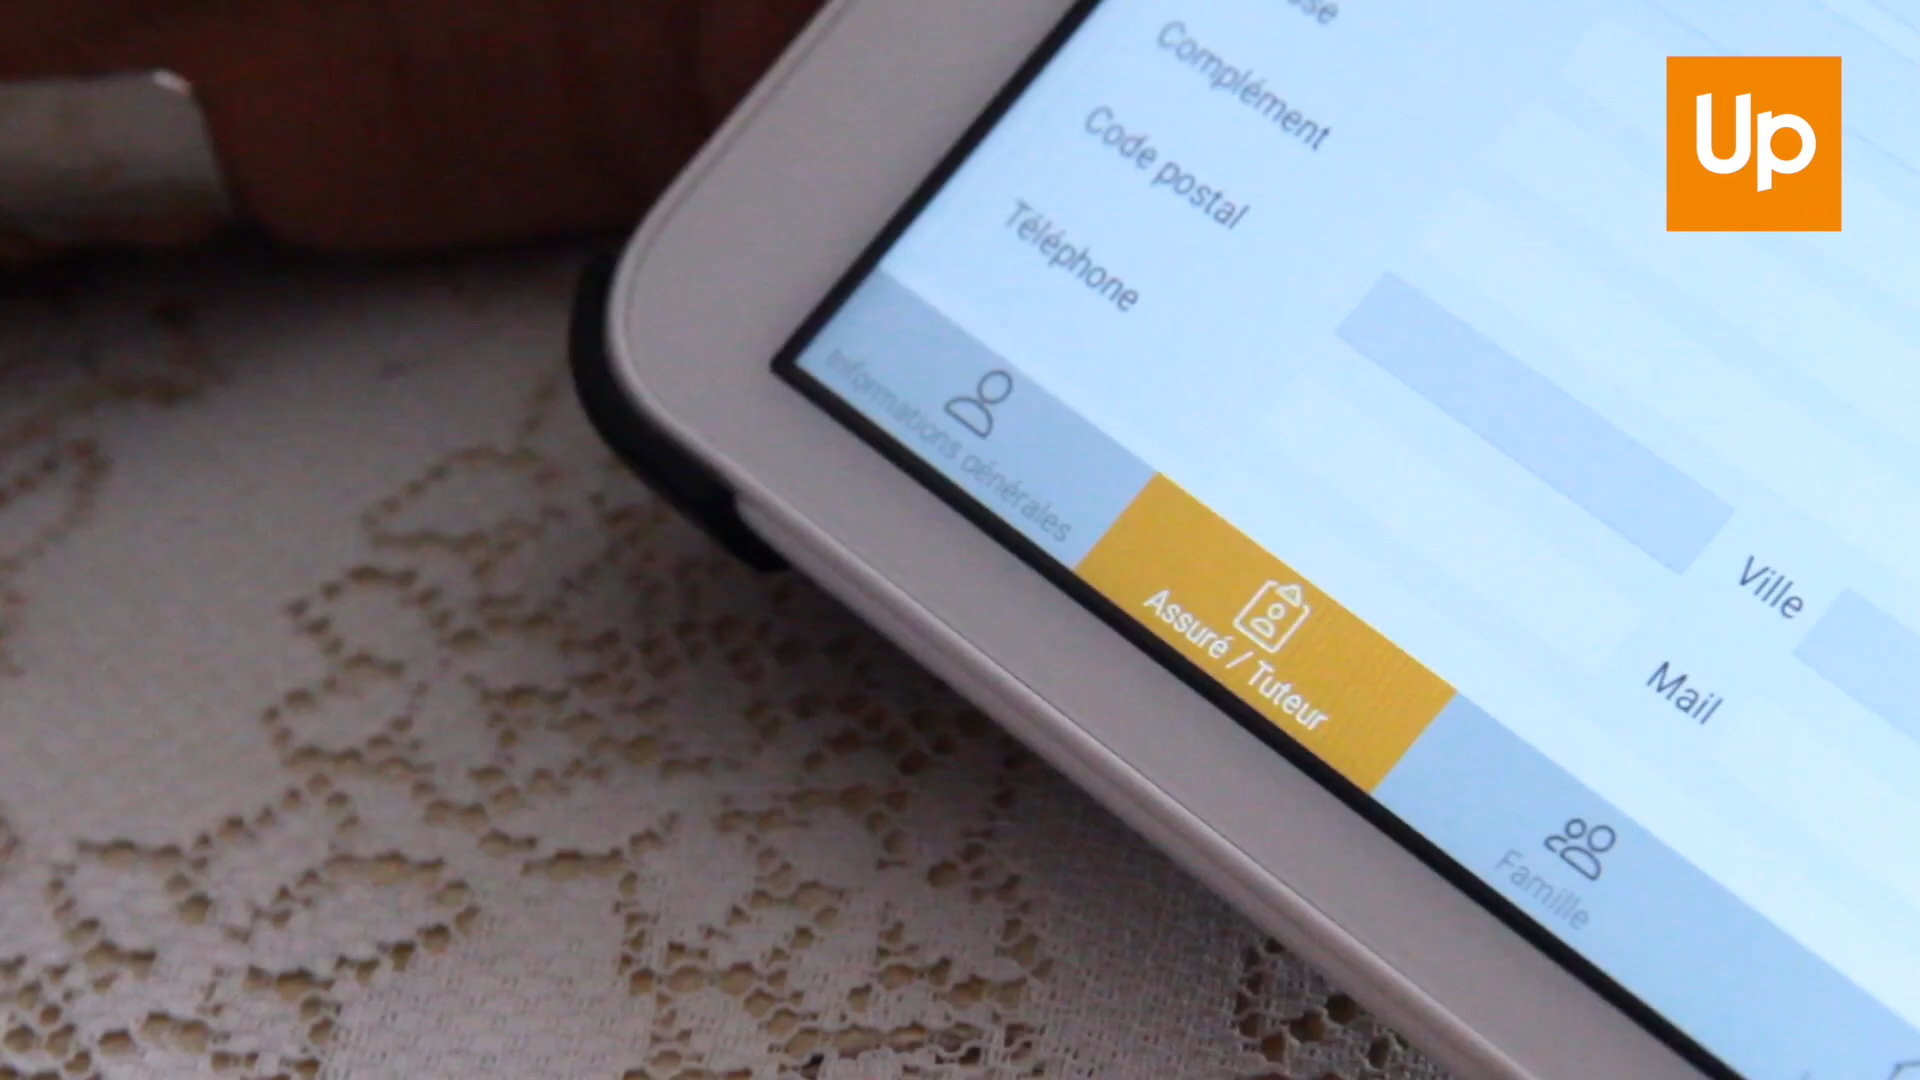 Complément
Code postal
Téléphone
Ville
Mail
Informations générales
Assuré / Tuteur
Famille
Up